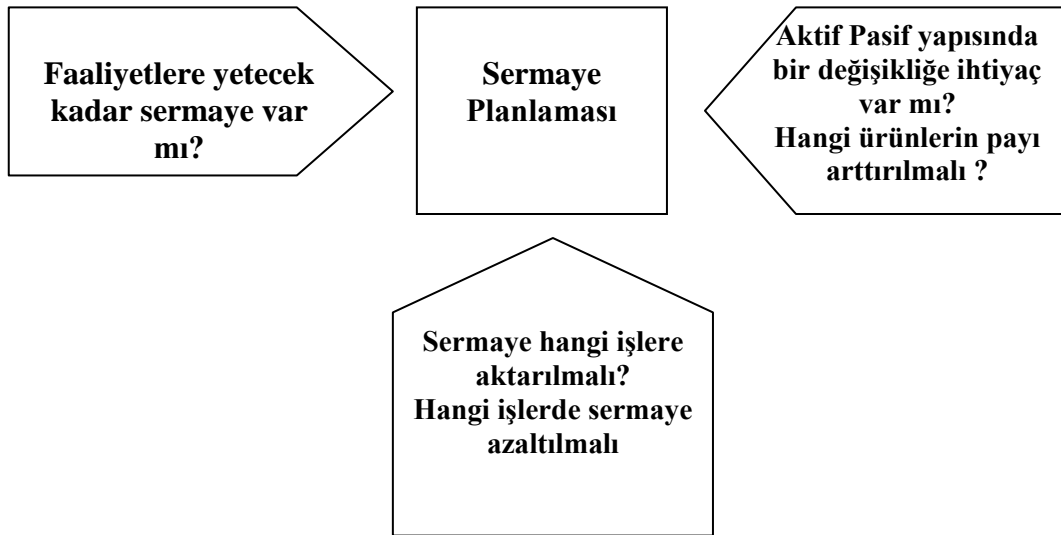 Faaliyetlere yetecek
kadar sermaye var
mı?
Sermaye
Planlaması
Aktif Pasif yapısında
bir değişikliğe ihtiyaç
var mı?
Hangi ürünlerin payı
arttırılmalı ?
Sermaye hangi işlere
aktarılmalı?
Hangi işlerde sermaye
azaltılmalı